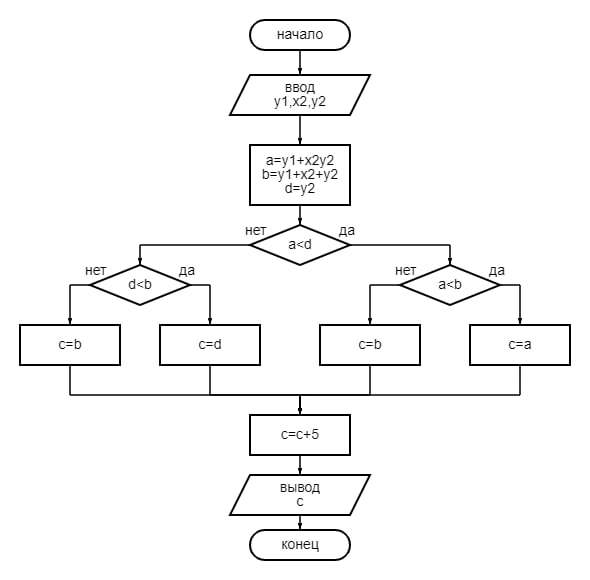 начало
ввод
y1,x2,y2
a=y1+x2y2
b=y1+x2+y2
d=y2
нет
a<d
да
нет
d<b
да
нет
a<b
да
c=b
c=d
c=b
c=a
c=c+5
вывод
c
конец